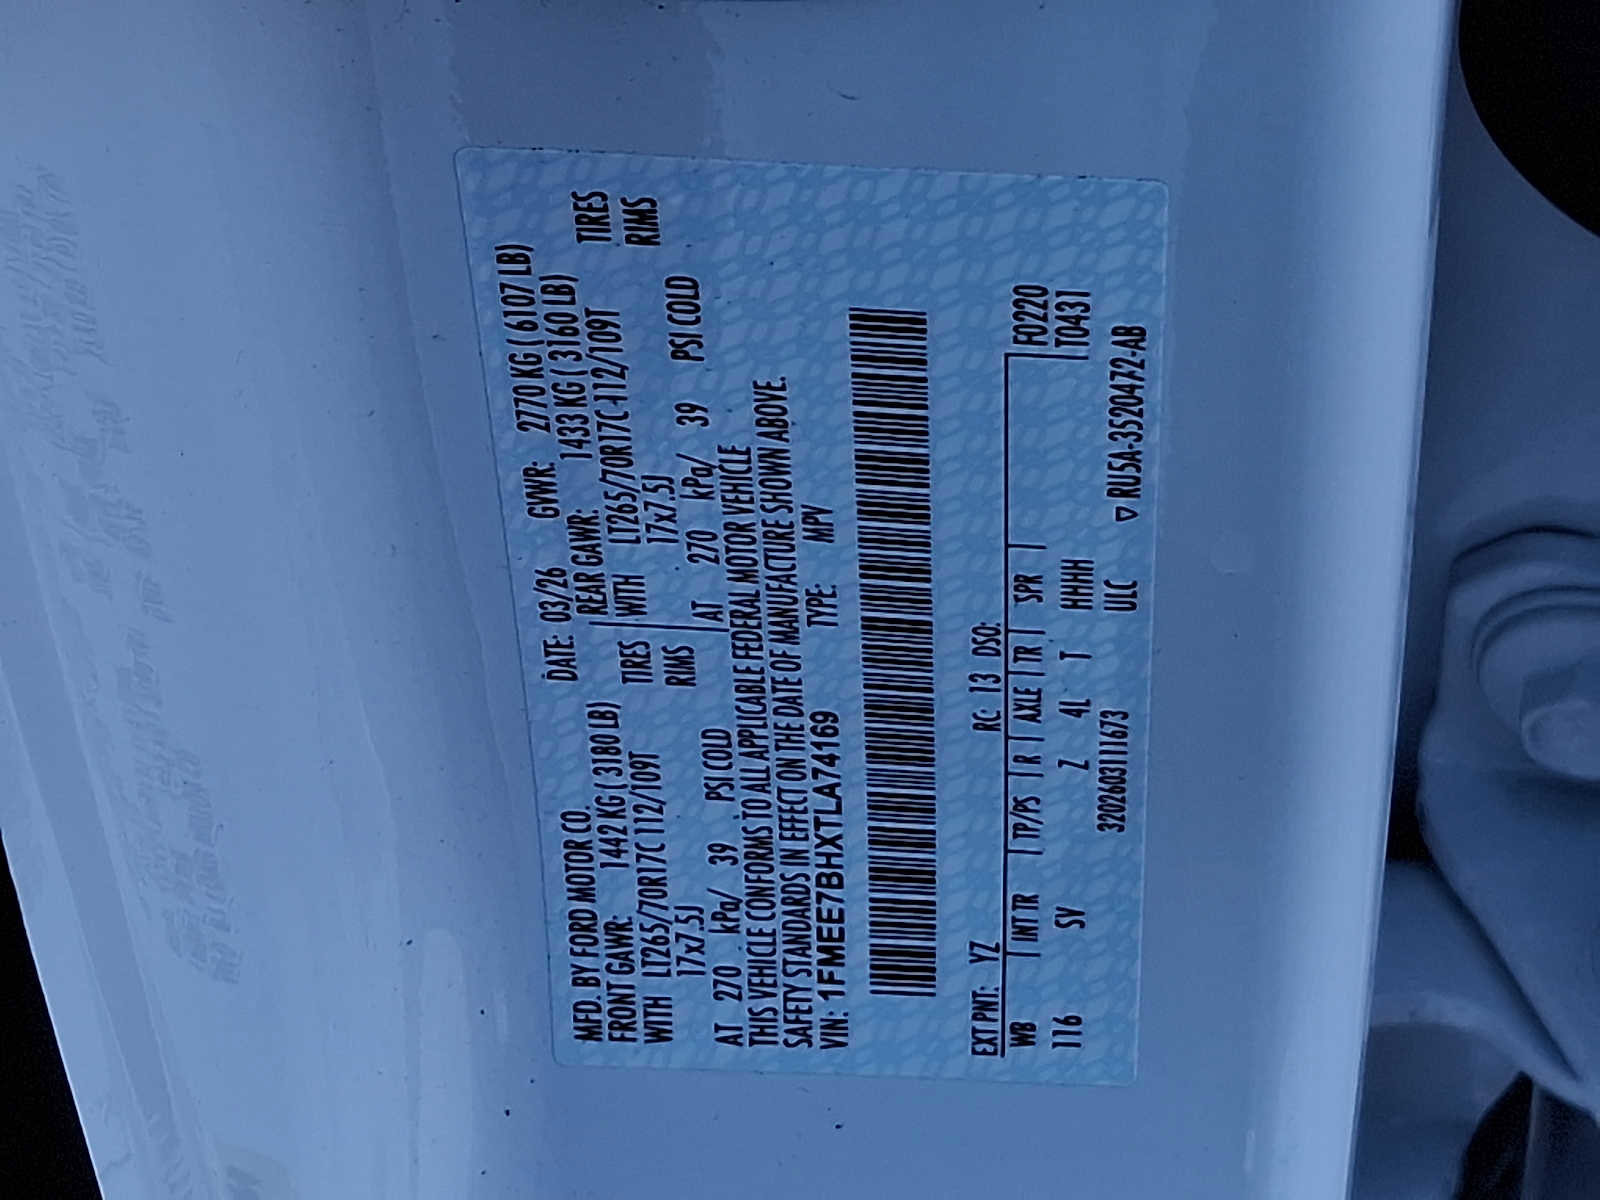 MFD. BY FORD MOTOR CO.
DATE: 03/26 GVWR: 2770 KG ( 6107 LB)
FRONT GAWR: 1442 KG ( 3180 LB)
REAR GAWR: 1433 KG ( 3160 LB)
WITH LT265/70R17C 112/109T TIRES
WITH LT265/70R17C 112/109T TIRES
17x7.5J RIMS
17x7.5J RIMS
AT 270 kPa/ 39 PSI COLD
AT 270 kPa/ 39 PSI COLD
THIS VEHICLE CONFORMS TO ALL APPLICABLE FEDERAL MOTOR VEHICLE
SAFETY STANDARDS IN EFFECT ON THE DATE OF MANUFACTURE SHOWN ABOVE.
VIN: 1FMEE7BHXTLA74169 TYPE: MPV
EXT PNT: YZ RC: 13 DSO:
WB INT TR TP/PS R AXLE TR SPR F0220
116 SV Z 4L T HHHH T0431
320260311673 ULC ▽ RU5A-3520472-AB